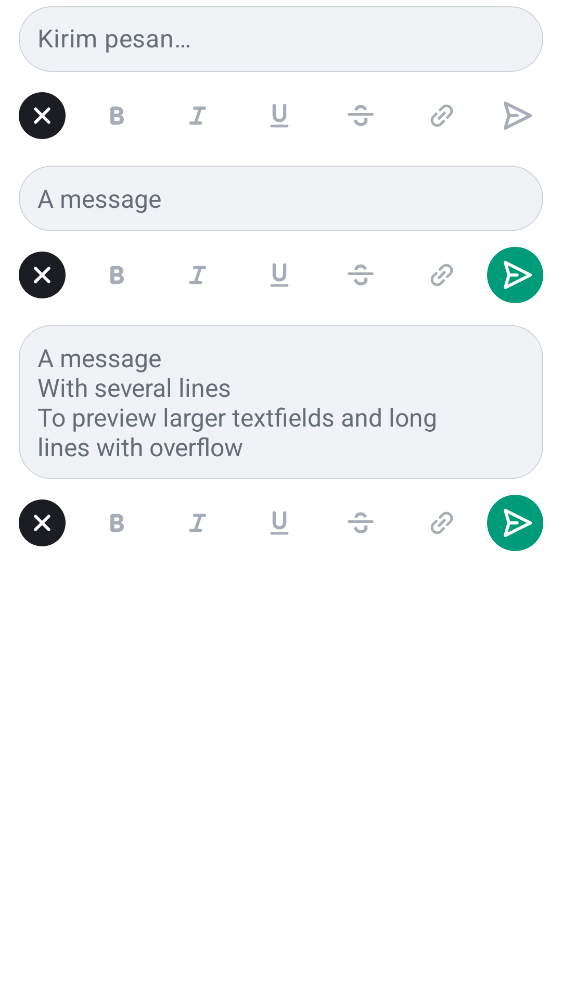 Kirim pesan…
A message
A message
With several lines
To preview larger textfields and long
lines with overflow